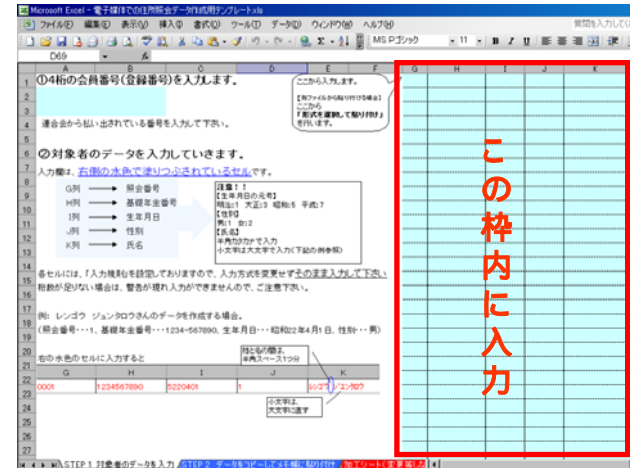 Microsoft Excel - 電子媒体での住所照会データ作成用テンプレート.xls
ファイル(F) 編集(E) 表示(V) 挿入(I) 書式(O) ツール(T) データ(D) ウィンドウ(W) ヘルプ(H)
質問を入力してく
MS Pゴシック 11 B I U
D69
A B C D E F G H I J K
①4桁の会員番号(登録番号)を入力します。
ここから入力します。
【別ファイルから貼り付ける場合】
ここから
「形式を選択して貼り付け」
を行います。
連合会から払い出されている番号を入力して下さい。
②対象者のデータを入力していきます。
入力欄は、右側の水色で塗りつぶされているセルです。
G列 照会番号
H列 基礎年金番号
I列 生年月日
J列 性別
K列 氏名
注意!!
【生年月日の元号】
明治:1 大正:3 昭和:5 平成:7
【性別】
男:1 女:2
【氏名】
半角カタカナで入力
小文字は大文字で入力(下記の例参照)
各セルには、「入力規則」を設定しておりますので、入力方式を変更せずそのまま入力して下さい
桁数が足りない場合は、警告が現れ入力ができませんので、ご注意下さい。
例: レンゴウ ジュンタロウさんのデータを作成する場合。
(照会番号・・・1、基礎年金番号・・・1234-567890、生年月日・・・昭和22年4月1日、性別・・・男)
右の水色のセルに入力すると
姓と名の間は、
半角スペース1つ分
G H I J K
0001 1234567890 5220401 1 ﾚﾝｺﾞｳ ｼﾞﾕﾝﾀﾛｳ
小文字は、
大文字に直す
この枠内に入力
STEP 1 対象者のデータを入力 STEP 2 データをコピーしてメモ帳に貼り付け